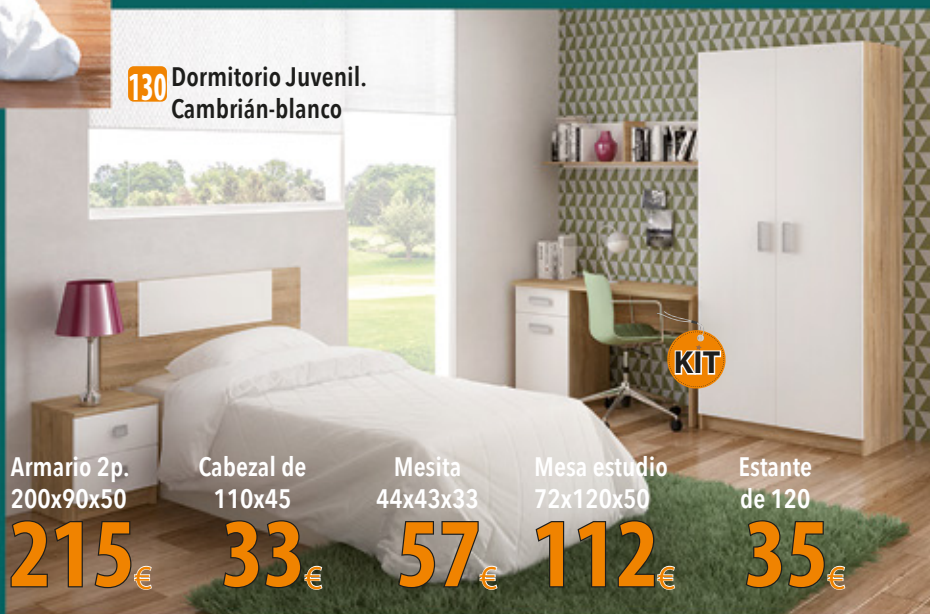 130 Dormitorio Juvenil.
Cambrián-blanco
KIT
Armario 2p.
200x90x50
215€
Cabezal de
110x45
33€
Mesita
44x43x33
57€
Mesa estudio
72x120x50
112€
Estante
de 120
35€